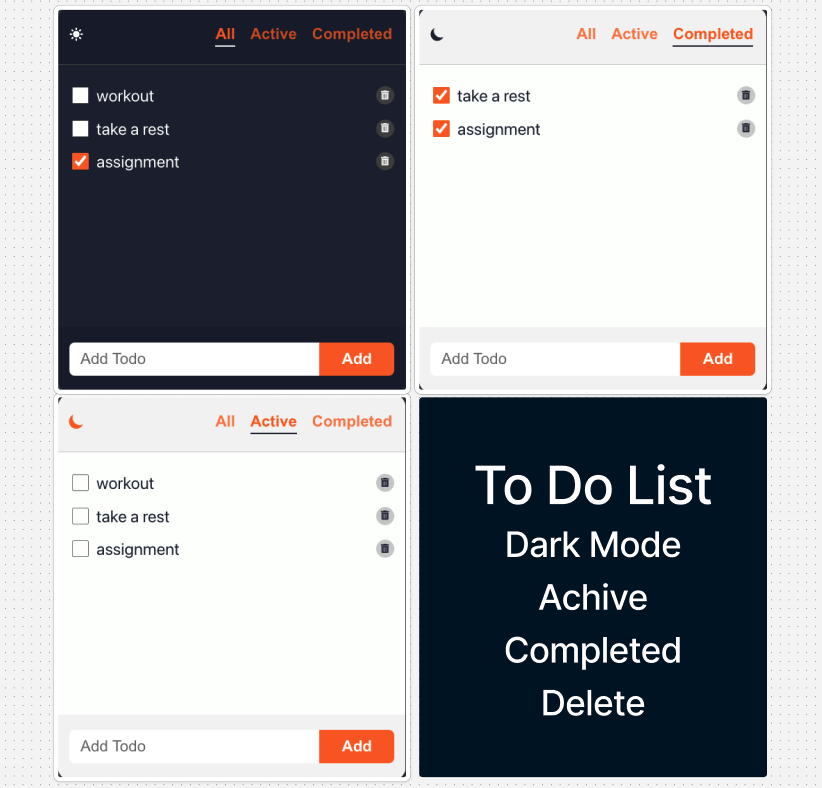 All Active Completed
workout
take a rest
assignment
Add Todo Add
All Active Completed
take a rest
assignment
Add Todo Add
All Active Completed
workout
take a rest
assignment
Add Todo Add
To Do List
Dark Mode
Achive
Completed
Delete